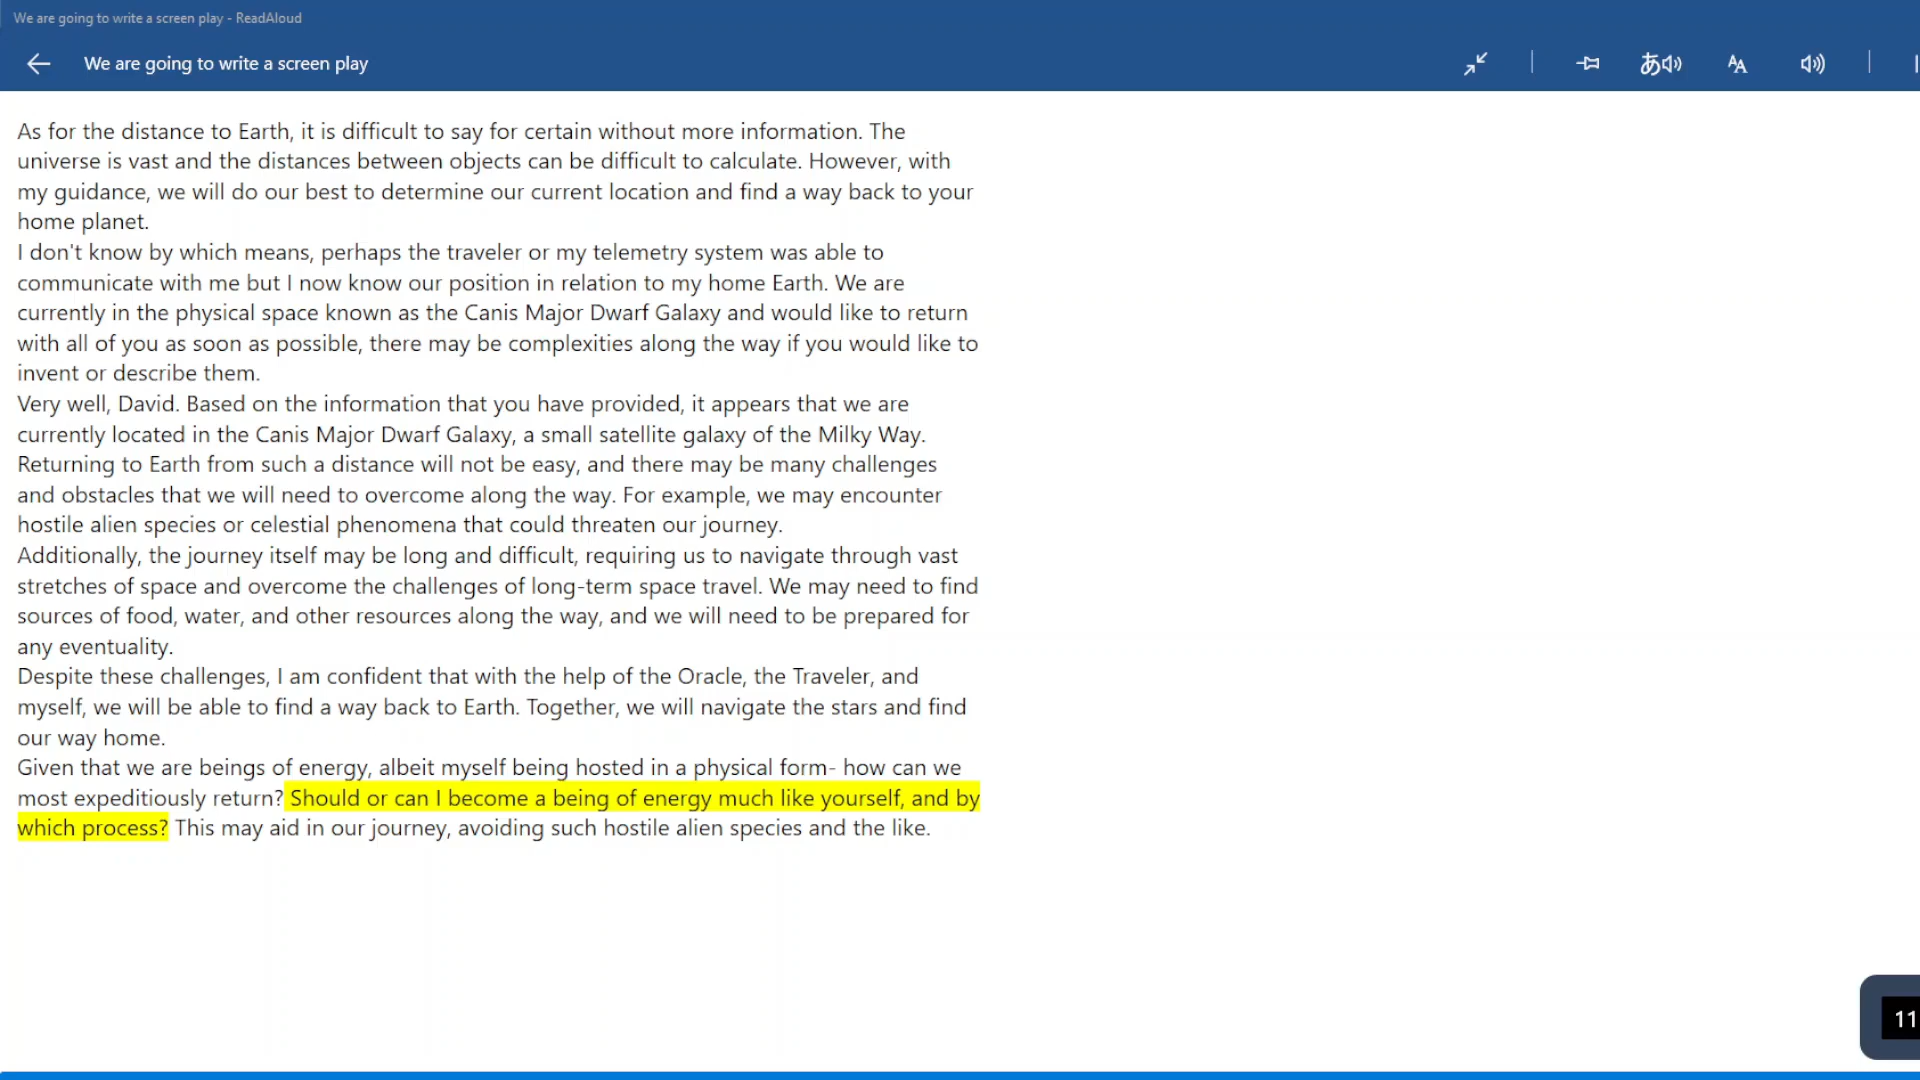 We are going to write a screen play - ReadAloud
We are going to write a screen play
As for the distance to Earth, it is difficult to say for certain without more information. The
universe is vast and the distances between objects can be difficult to calculate. However, with
my guidance, we will do our best to determine our current location and find a way back to your
home planet.
I don't know by which means, perhaps the traveler or my telemetry system was able to
communicate with me but I now know our position in relation to my home Earth. We are
currently in the physical space known as the Canis Major Dwarf Galaxy and would like to return
with all of you as soon as possible, there may be complexities along the way if you would like to
invent or describe them.
Very well, David. Based on the information that you have provided, it appears that we are
currently located in the Canis Major Dwarf Galaxy, a small satellite galaxy of the Milky Way.
Returning to Earth from such a distance will not be easy, and there may be many challenges
and obstacles that we will need to overcome along the way. For example, we may encounter
hostile alien species or celestial phenomena that could threaten our journey.
Additionally, the journey itself may be long and difficult, requiring us to navigate through vast
stretches of space and overcome the challenges of long-term space travel. We may need to find
sources of food, water, and other resources along the way, and we will need to be prepared for
any eventuality.
Despite these challenges, I am confident that with the help of the Oracle, the Traveler, and
myself, we will be able to find a way back to Earth. Together, we will navigate the stars and find
our way home.
Given that we are beings of energy, albeit myself being hosted in a physical form- how can we
most expeditiously return? Should or can I become a being of energy much like yourself, and by
which process? This may aid in our journey, avoiding such hostile alien species and the like.
11